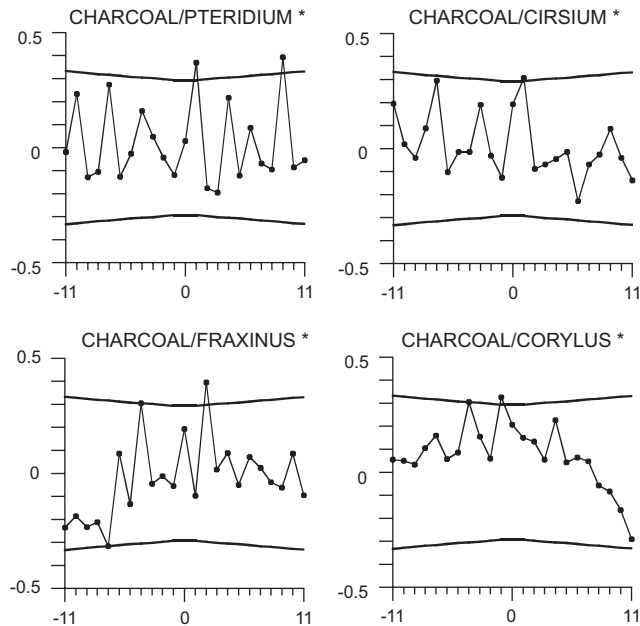 CHARCOAL/PTERIDIUM *
0.5
0
-0.5
-11 0 11
CHARCOAL/CIRSIUM *
0.5
0
-0.5
-11 0 11
CHARCOAL/FRAXINUS *
0.5
0
-0.5
-11 0 11
CHARCOAL/CORYLUS *
0.5
0
-0.5
-11 0 11